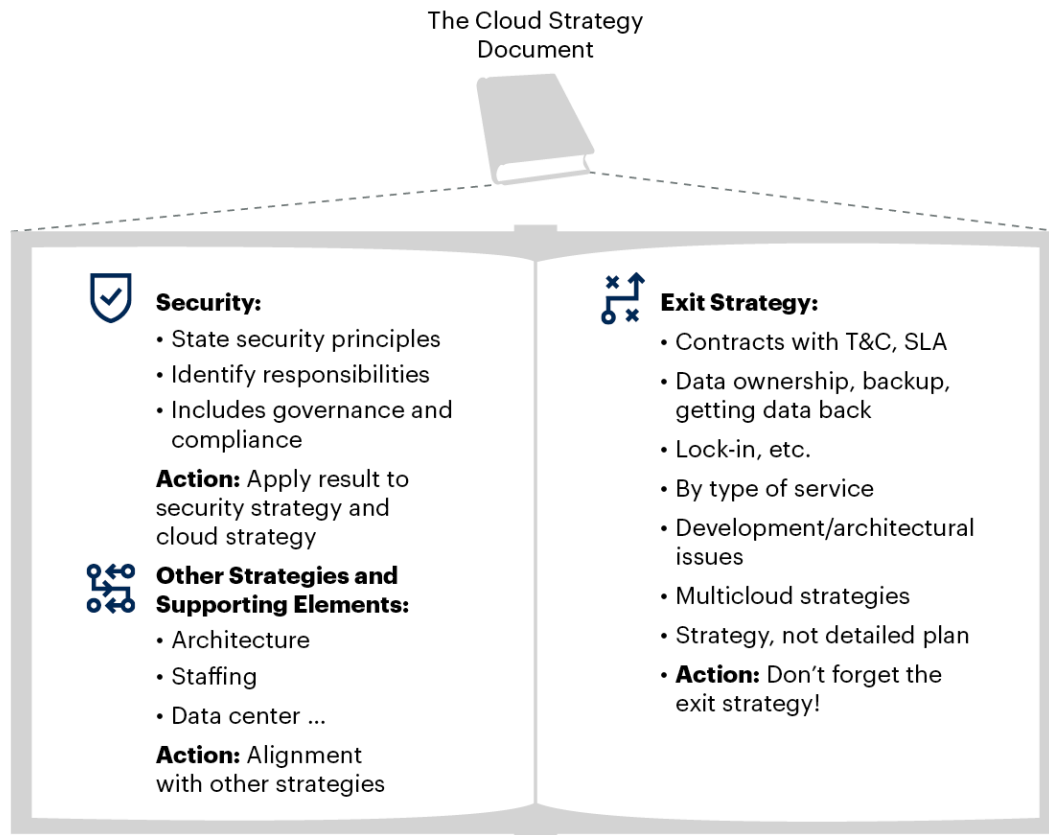 The Cloud Strategy
Document
Security:
• State security principles
• Identify responsibilities
• Includes governance and
compliance
Action: Apply result to
security strategy and
cloud strategy
Other Strategies and
Supporting Elements:
• Architecture
• Staffing
• Data center ...
Action: Alignment
with other strategies
Exit Strategy:
• Contracts with T&C, SLA
• Data ownership, backup,
getting data back
• Lock-in, etc.
• By type of service
• Development/architectural
issues
• Multicloud strategies
• Strategy, not detailed plan
• Action: Don’t forget the
exit strategy!